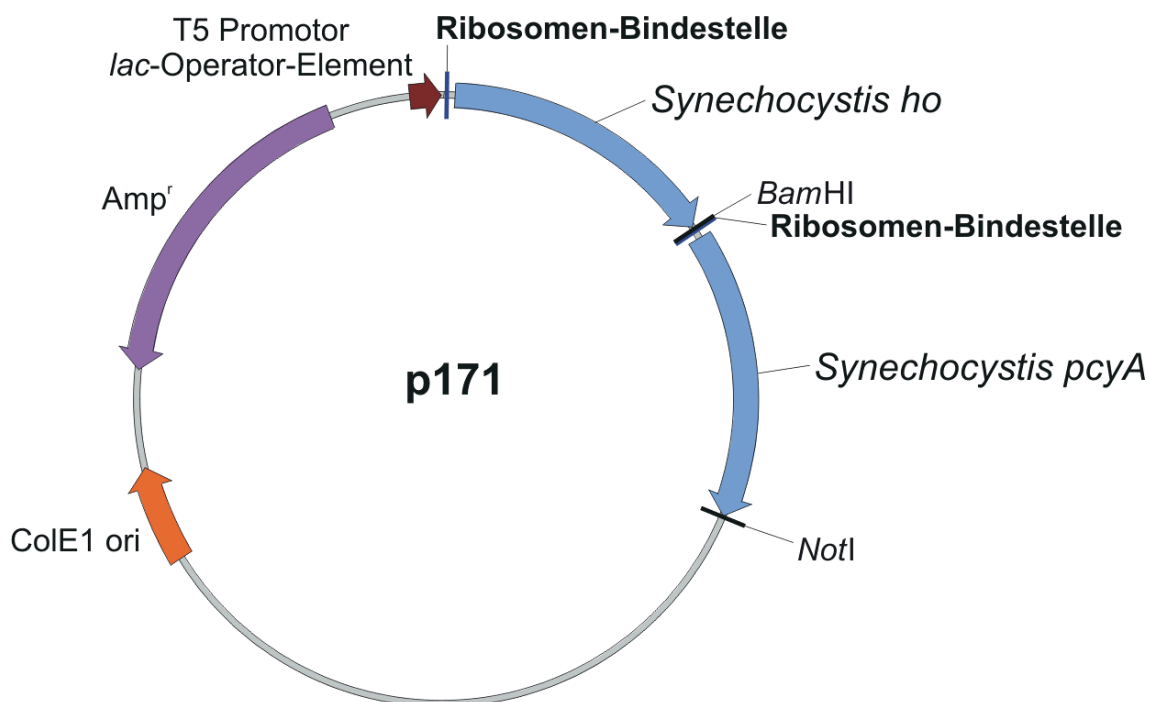 T5 Promotor
lac-Operator-Element
Ribosomen-Bindestelle
Synechocystis ho
BamHI
Ribosomen-Bindestelle
Ampʳ
p171
Synechocystis pcyA
ColE1 ori
NotI